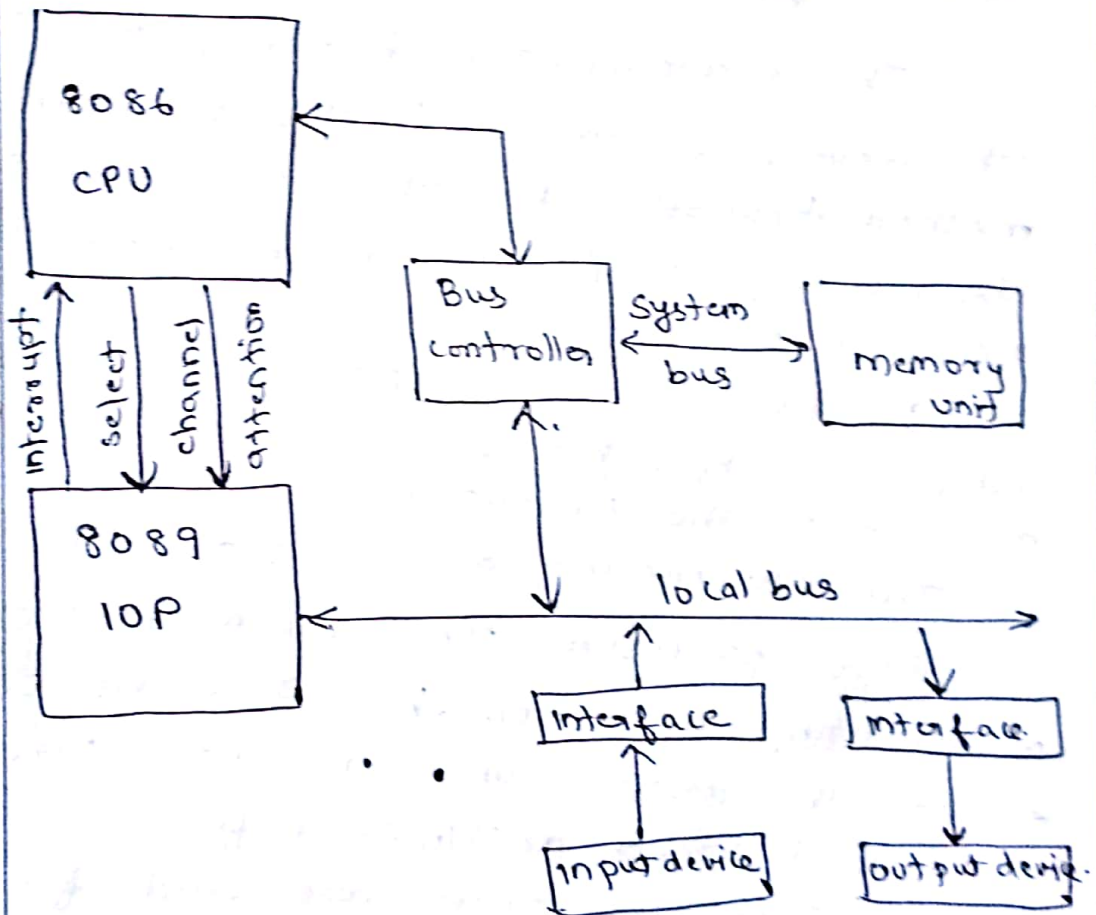 8086
CPU
Bus
controller
System
bus
memory
unit
interrupt
select
channel
attention
8089
IOP
local bus
Interface
Interface
input device
output device